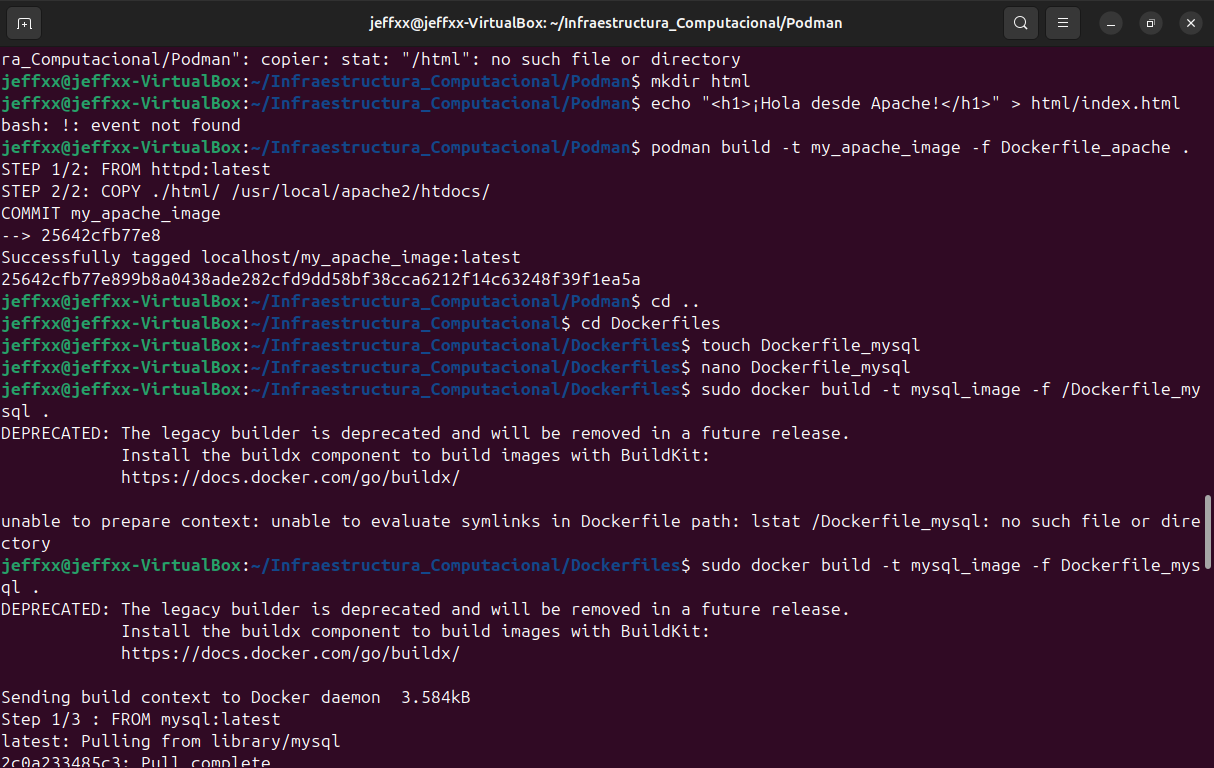 jeffxx@jeffxx-VirtualBox: ~/Infraestructura_Computacional/Podman
ra_Computacional/Podman": copier: stat: "/html": no such file or directory
jeffxx@jeffxx-VirtualBox:~/Infraestructura_Computacional/Podman$ mkdir html
jeffxx@jeffxx-VirtualBox:~/Infraestructura_Computacional/Podman$ echo "<h1>¡Hola desde Apache!</h1>" > html/index.html
bash: !: event not found
jeffxx@jeffxx-VirtualBox:~/Infraestructura_Computacional/Podman$ podman build -t my_apache_image -f Dockerfile_apache .
STEP 1/2: FROM httpd:latest
STEP 2/2: COPY ./html/ /usr/local/apache2/htdocs/
COMMIT my_apache_image
--> 25642cfb77e8
Successfully tagged localhost/my_apache_image:latest
25642cfb77e899b8a0438ade282cfd9dd58bf38cca6212f14c63248f39f1ea5a
jeffxx@jeffxx-VirtualBox:~/Infraestructura_Computacional/Podman$ cd ..
jeffxx@jeffxx-VirtualBox:~/Infraestructura_Computacional$ cd Dockerfiles
jeffxx@jeffxx-VirtualBox:~/Infraestructura_Computacional/Dockerfiles$ touch Dockerfile_mysql
jeffxx@jeffxx-VirtualBox:~/Infraestructura_Computacional/Dockerfiles$ nano Dockerfile_mysql
jeffxx@jeffxx-VirtualBox:~/Infraestructura_Computacional/Dockerfiles$ sudo docker build -t mysql_image -f /Dockerfile_my
sql .
DEPRECATED: The legacy builder is deprecated and will be removed in a future release.
            Install the buildx component to build images with BuildKit:
            https://docs.docker.com/go/buildx/
unable to prepare context: unable to evaluate symlinks in Dockerfile path: lstat /Dockerfile_mysql: no such file or dire
ctory
jeffxx@jeffxx-VirtualBox:~/Infraestructura_Computacional/Dockerfiles$ sudo docker build -t mysql_image -f Dockerfile_mys
ql .
DEPRECATED: The legacy builder is deprecated and will be removed in a future release.
            Install the buildx component to build images with BuildKit:
            https://docs.docker.com/go/buildx/
Sending build context to Docker daemon  3.584kB
Step 1/3 : FROM mysql:latest
latest: Pulling from library/mysql
2c0a233485c3: Pull complete